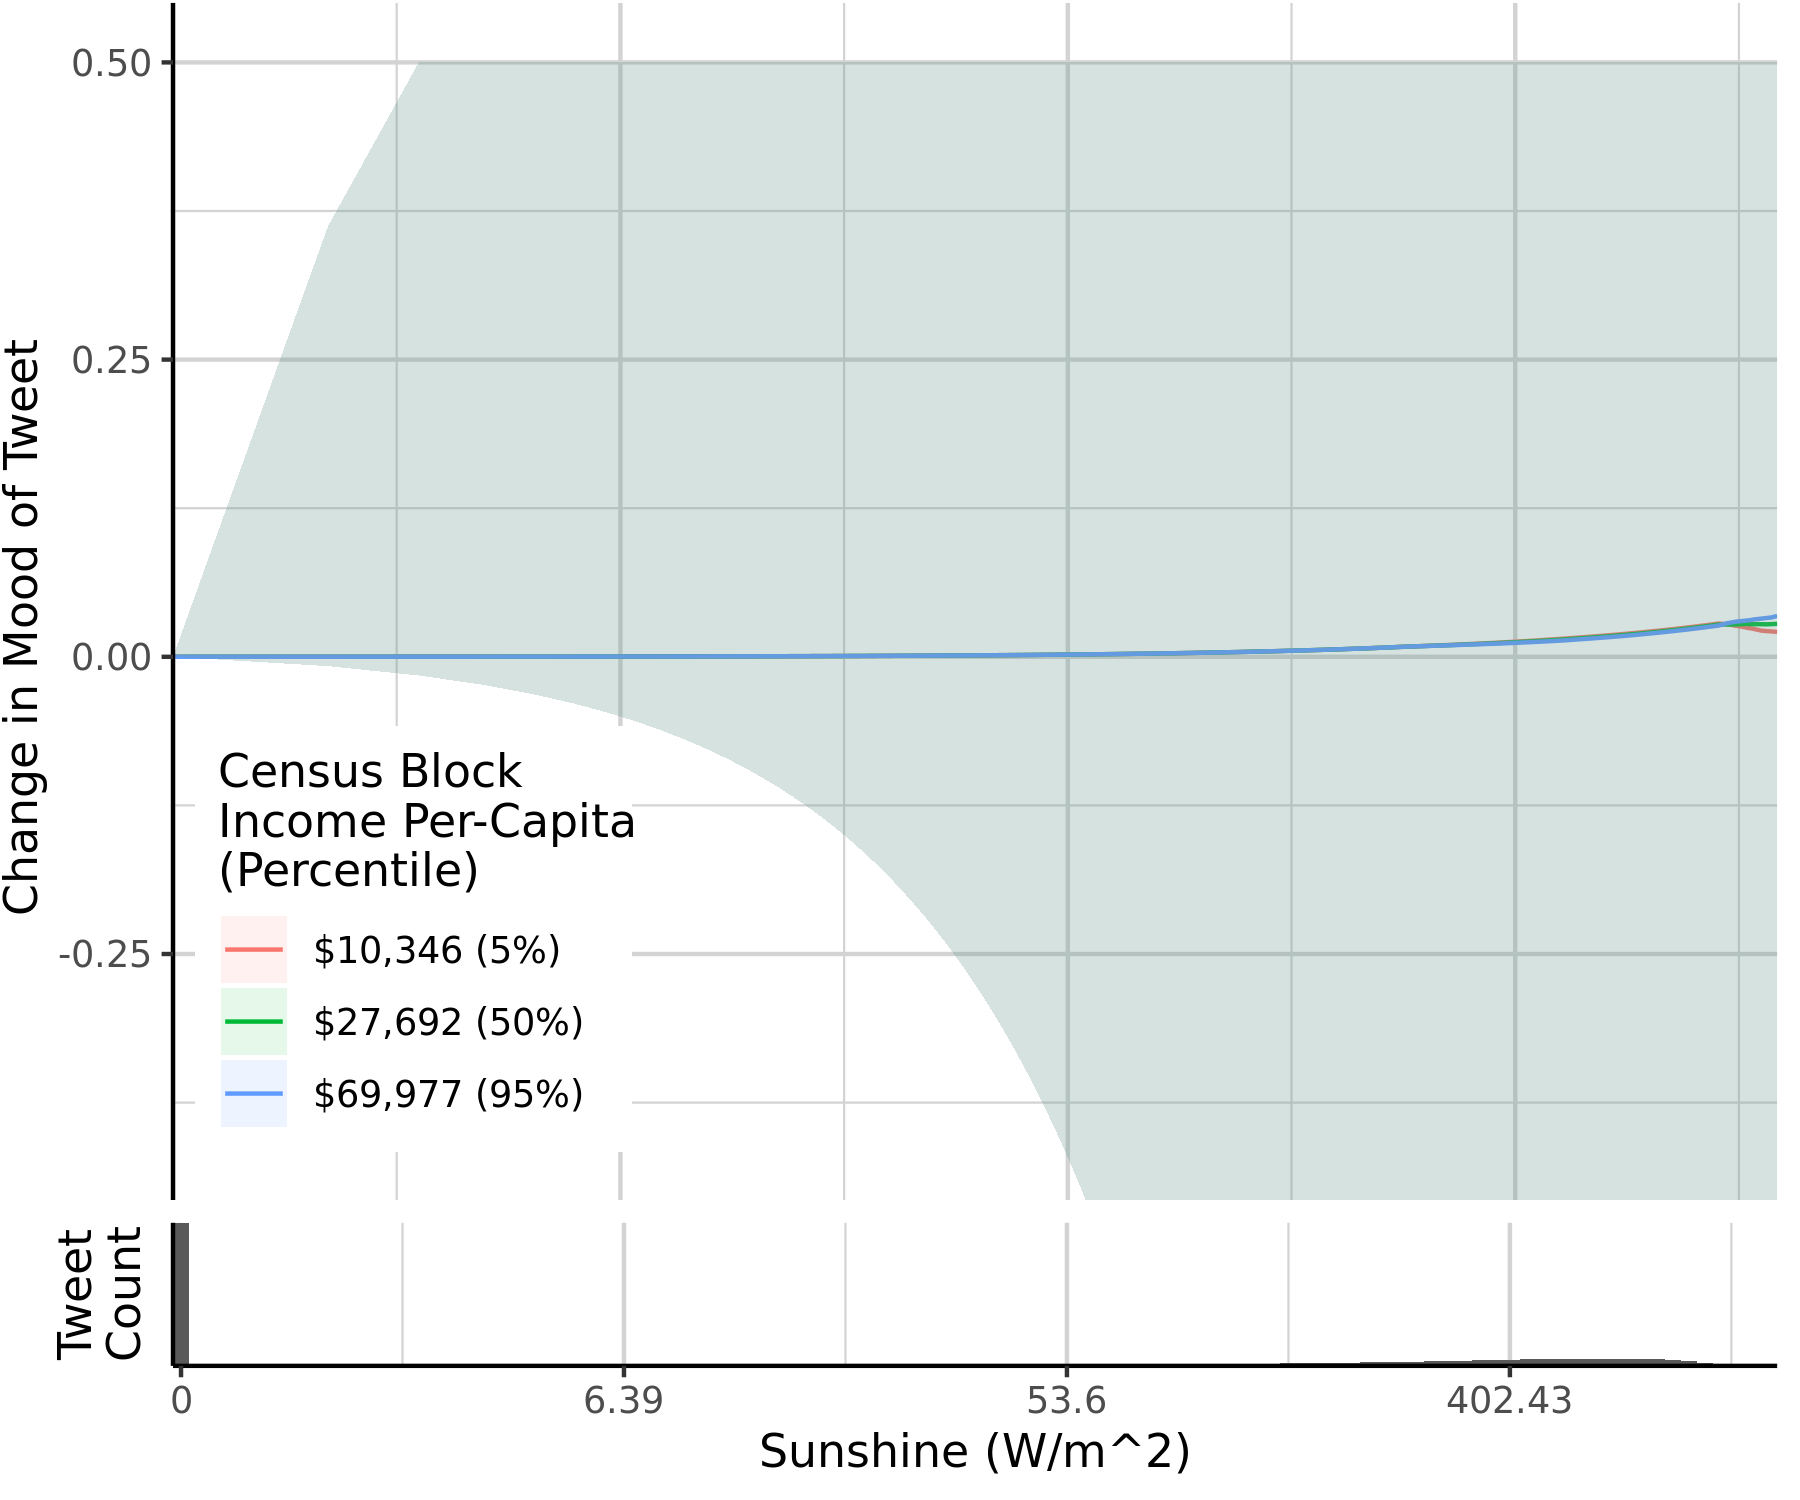 0.50
0.25
0.00
-0.25
Change in Mood of Tweet
Census Block
Income Per-Capita
(Percentile)
$10,346 (5%)
$27,692 (50%)
$69,977 (95%)
Tweet
Count
0
6.39
53.6
402.43
Sunshine (W/m^2)